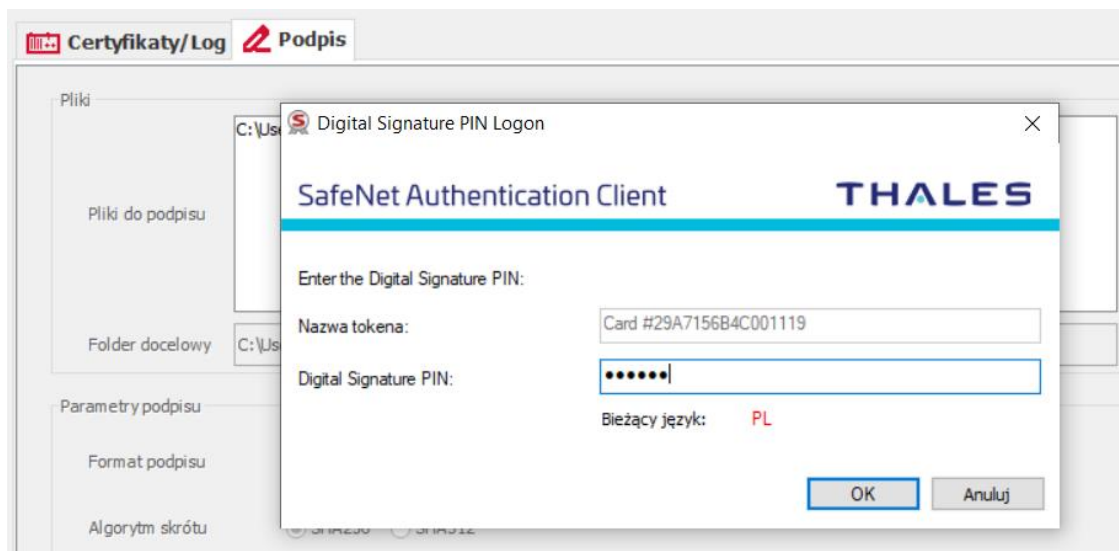 Certyfikaty/Log
Podpis
Pliki
Pliki do podpisu
Folder docelowy
Parametry podpisu
Format podpisu
Algorytm skrótu
Digital Signature PIN Logon
SafeNet Authentication Client
THALES
Enter the Digital Signature PIN:
Nazwa tokena: Card #29A7156B4C001119
Digital Signature PIN: ••••••
Bieżący język: PL
OK Anuluj